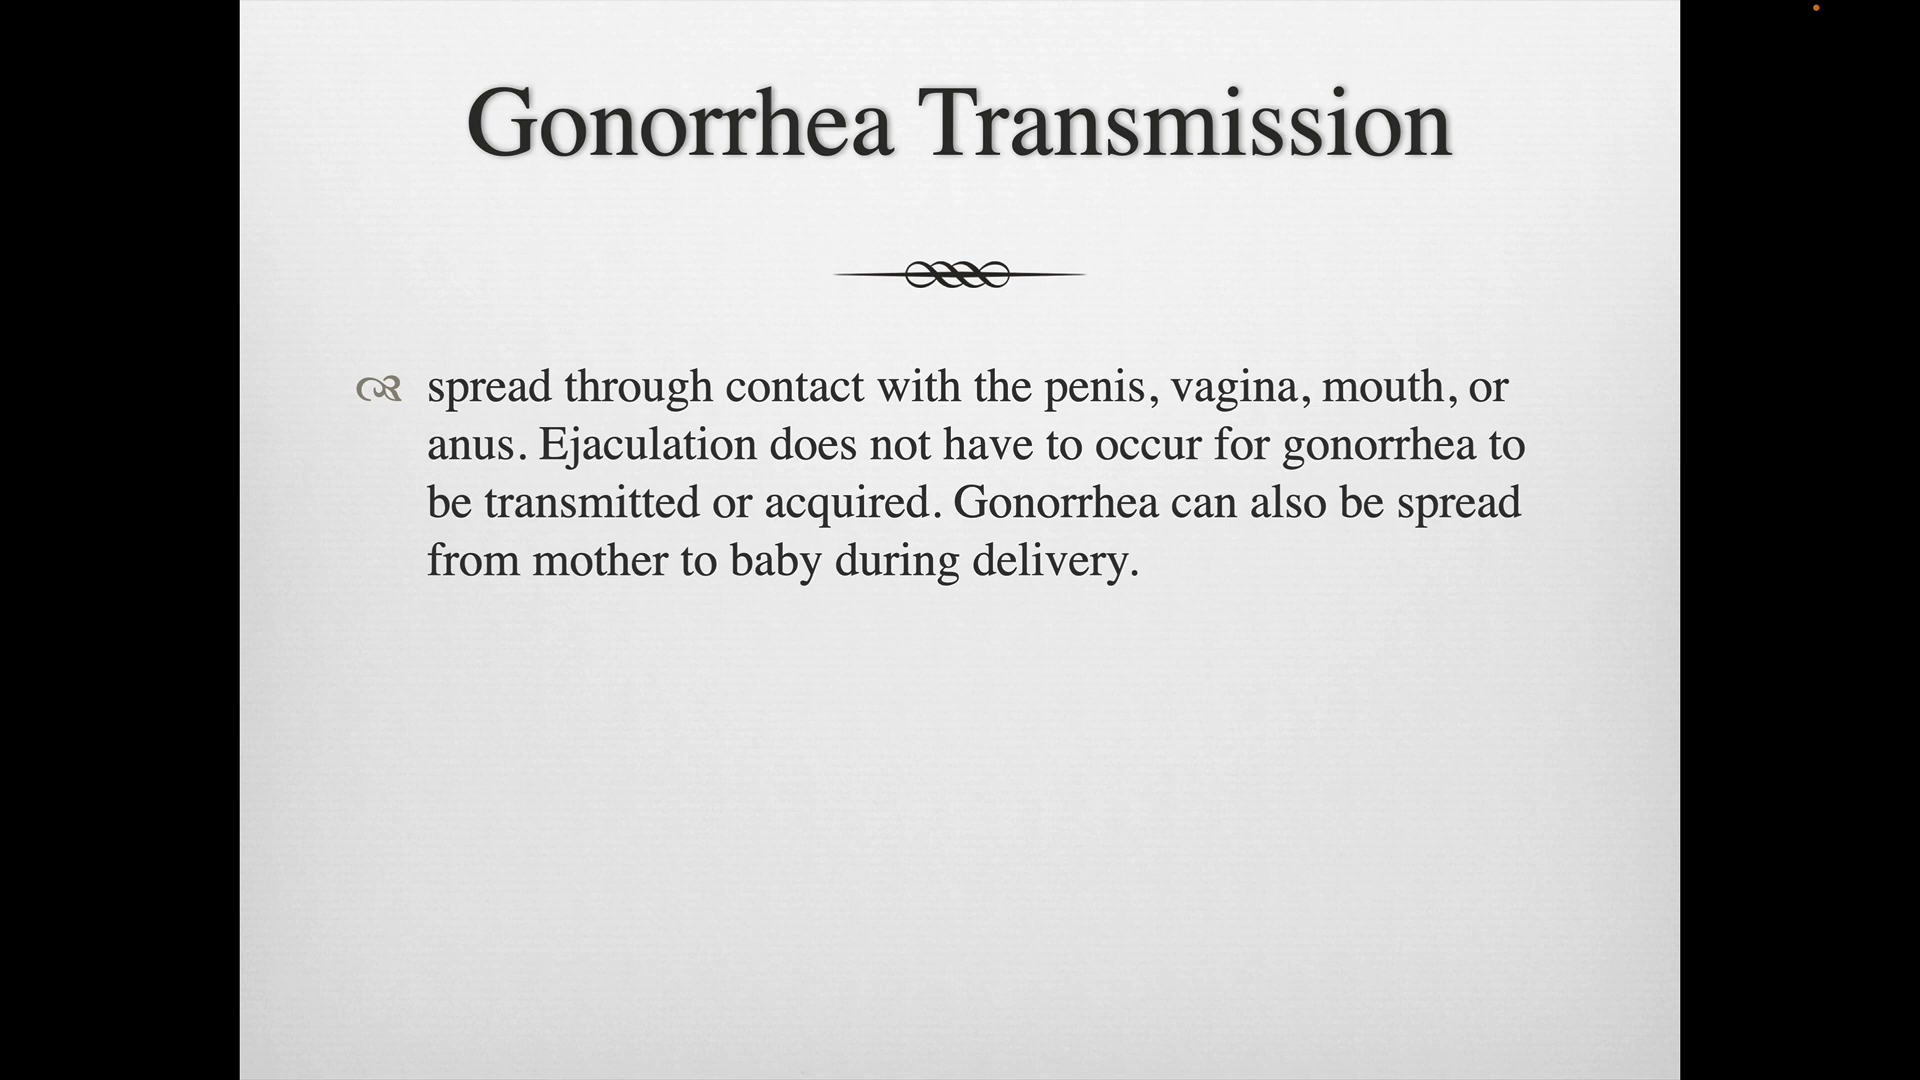 Gonorrhea Transmission
spread through contact with the penis, vagina, mouth, or
anus. Ejaculation does not have to occur for gonorrhea to
be transmitted or acquired. Gonorrhea can also be spread
from mother to baby during delivery.